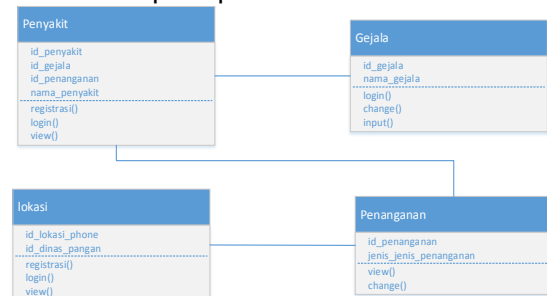 Penyakit
id_penyakit
id_gejala
id_penanganan
nama_penyakit
registrasi()
login()
view()
Gejala
id_gejala
nama_gejala
login()
change()
input()
lokasi
id_lokasi_phone
id_dinas_pangan
registrasi()
login()
view()
Penanganan
id_penanganan
jenis_jenis_penanganan
view()
change()